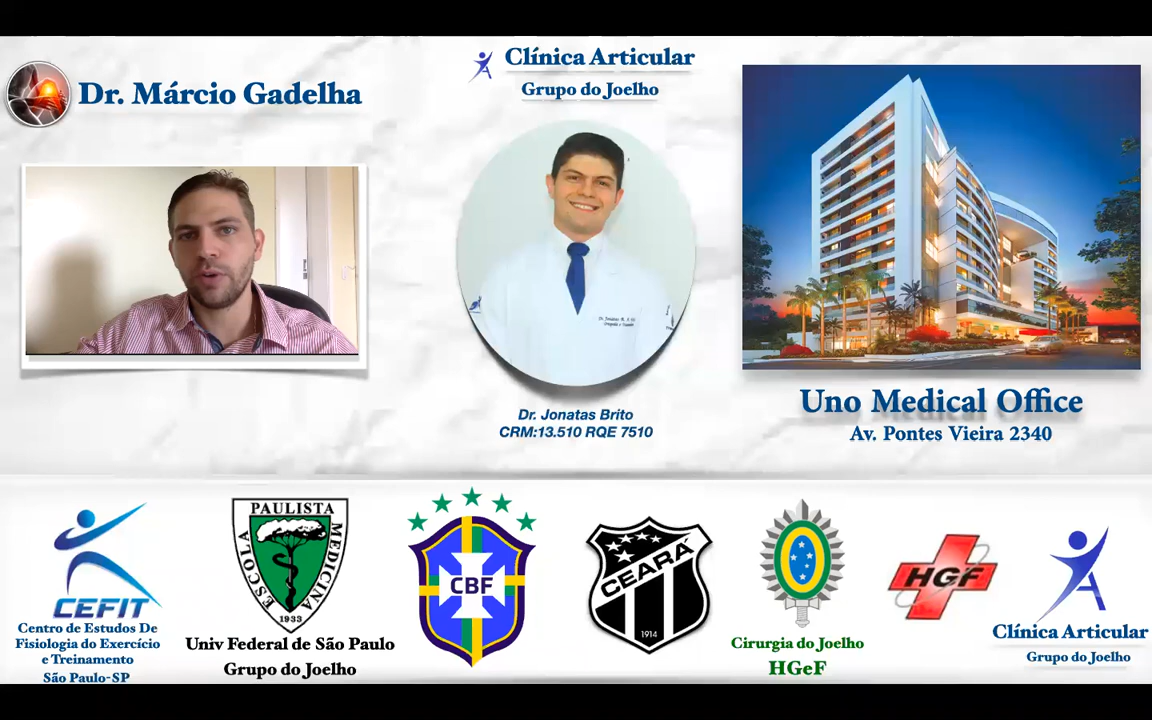 Dr. Márcio Gadelha
Clínica Articular
Grupo do Joelho
Dr. Jonatas Brito
CRM:13.510 RQE 7510
Uno Medical Office
Av. Pontes Vieira 2340
CEFIT
Centro de Estudos De
Fisiologia do Exercício
e Treinamento
São Paulo-SP
ESCOLA PAULISTA MEDICINA
1933
Univ Federal de São Paulo
Grupo do Joelho
CBF
CEARÁ
1914
Cirurgia do Joelho
HGeF
HGF
Clínica Articular
Grupo do Joelho